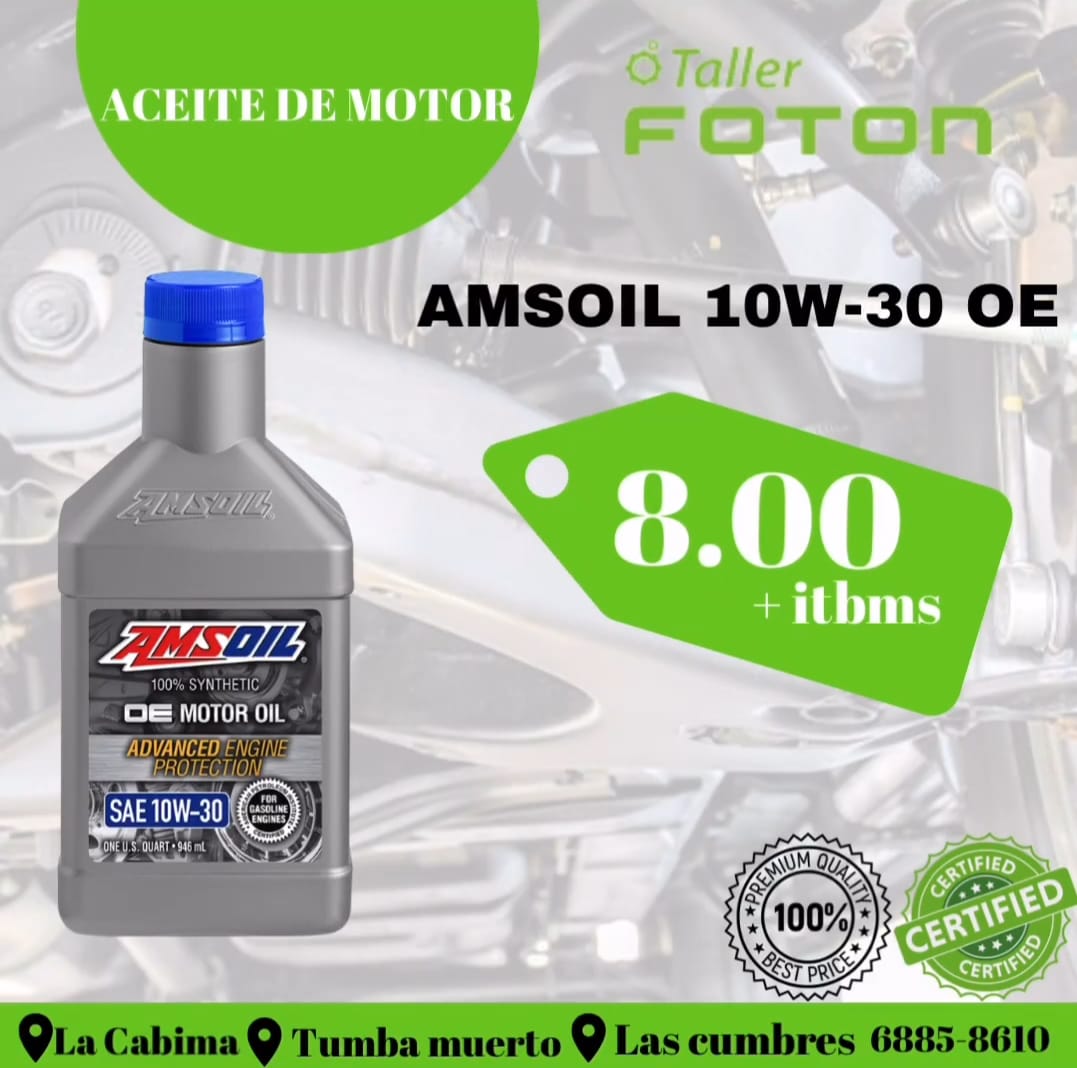 ACEITE DE MOTOR
Taller
FOTON
AMSOIL 10W-30 OE
8.00
+ itbms
AMSOIL
AMSOIL
100% SYNTHETIC
OE MOTOR OIL
ADVANCED ENGINE
PROTECTION
SAE 10W-30
FOR
GASOLINE
ENGINES
CERTIFIED
ONE U.S. QUART • 946 mL
PREMIUM QUALITY
100%
BEST PRICE
CERTIFIED
CERTIFIED
CERTIFIED
La Cabima Tumba muerto Las cumbres 6885-8610